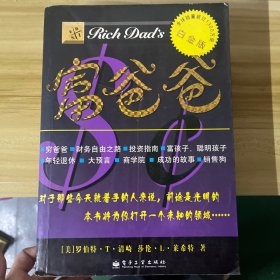 Rich Dad's
白金版
富爸爸
穷爸爸■财务自由之路■投资指南■富孩子,聪明孩子
年轻退休■大预言■商学院■成功的故事■销售狗
对于那些今天就着手的人来说,前途是光明的
本书将为你打开一个未知的领域……
[美]罗伯特·T·清崎 莎伦·L·莱希特 著
电子工业出版社